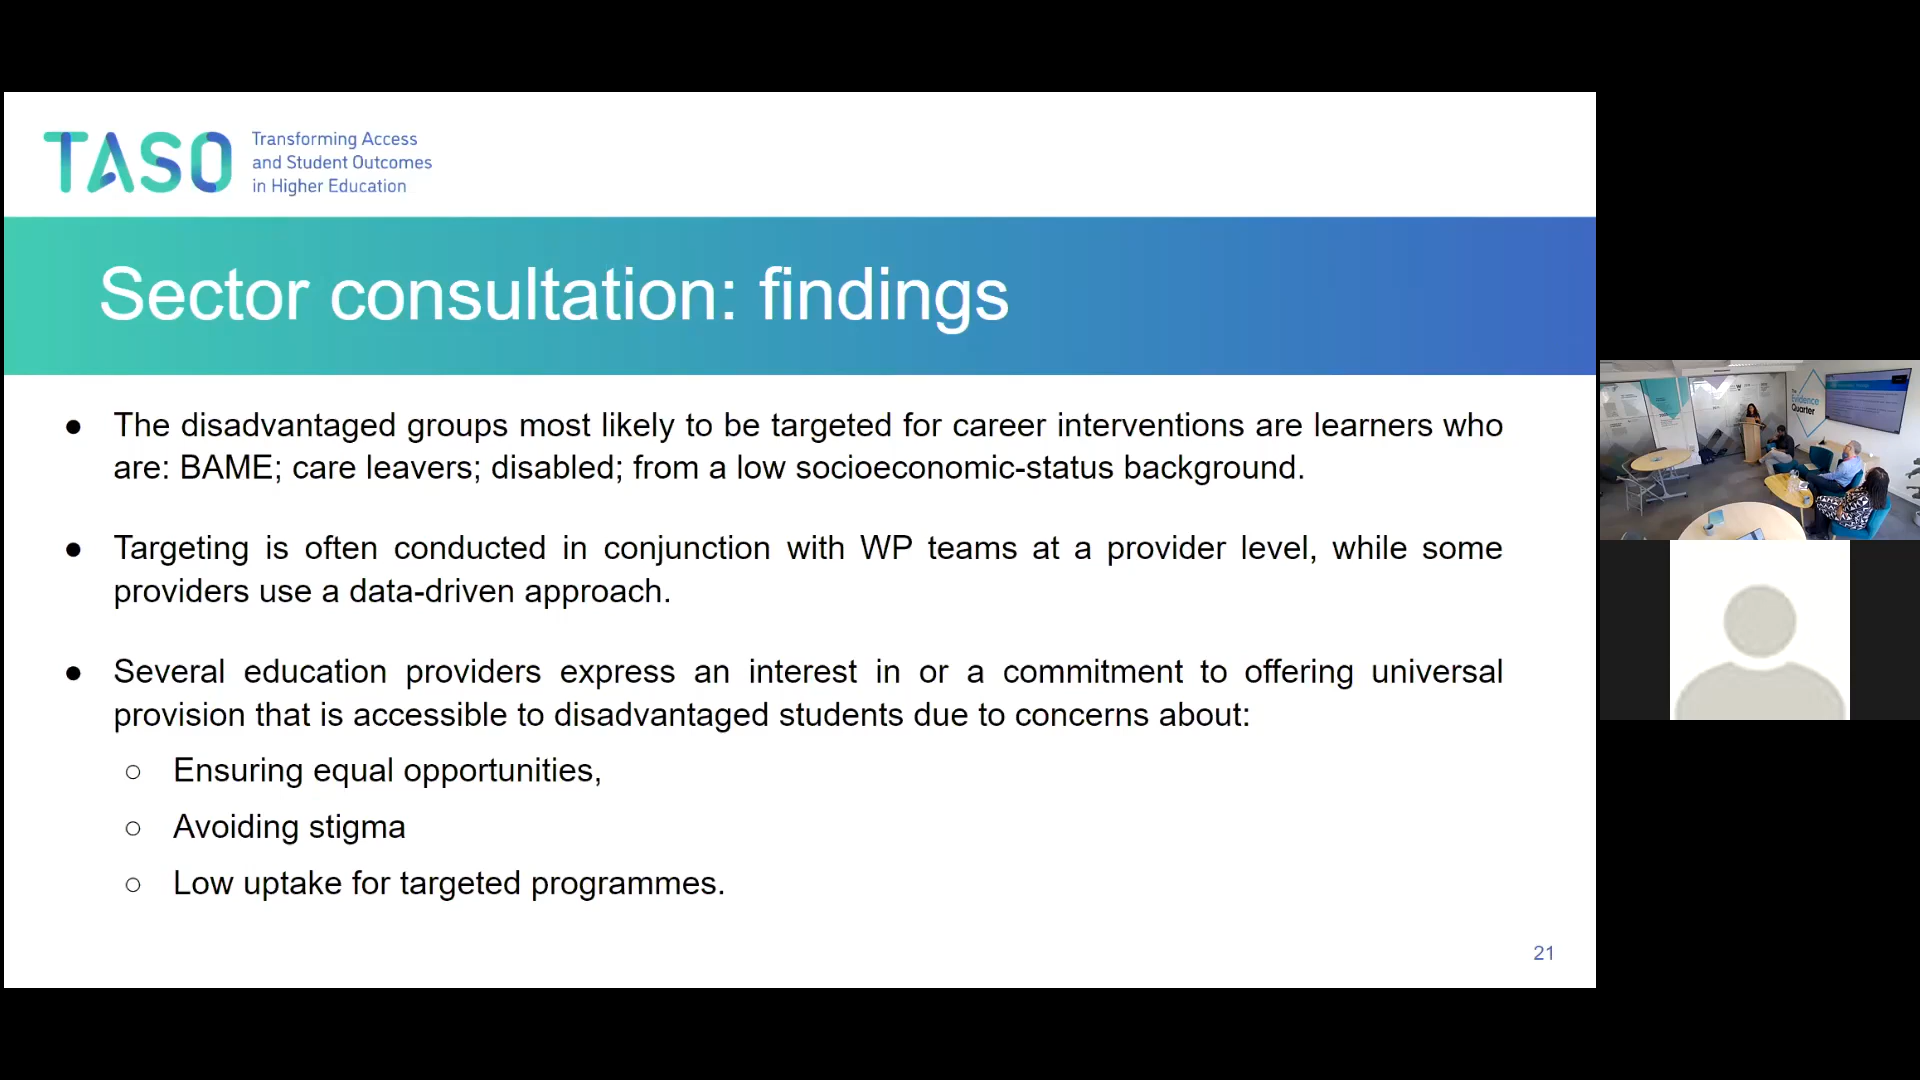 TASO
Transforming Access
and Student Outcomes
in Higher Education
Sector consultation: findings
● The disadvantaged groups most likely to be targeted for career interventions are learners who
are: BAME; care leavers; disabled; from a low socioeconomic-status background.
● Targeting is often conducted in conjunction with WP teams at a provider level, while some
providers use a data-driven approach.
● Several education providers express an interest in or a commitment to offering universal
provision that is accessible to disadvantaged students due to concerns about:
○ Ensuring equal opportunities,
○ Avoiding stigma
○ Low uptake for targeted programmes.
21
Evidence
Quarter